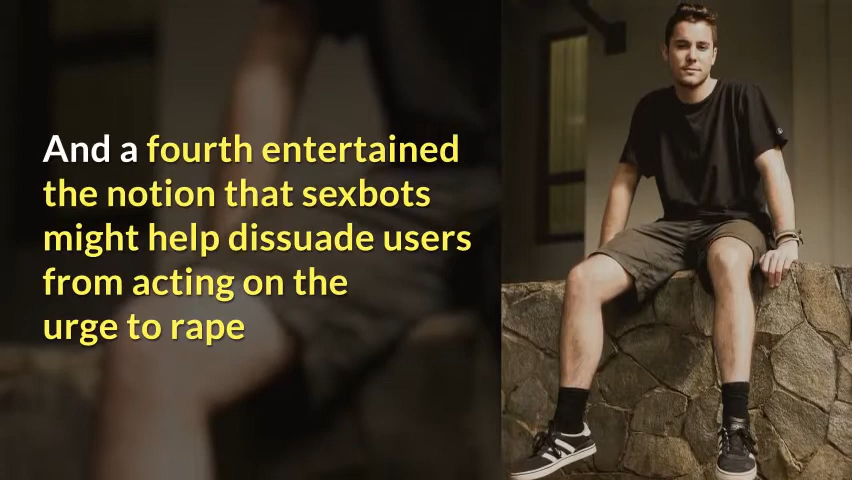 And a fourth entertained
the notion that sexbots
might help dissuade users
from acting on the
urge to rape